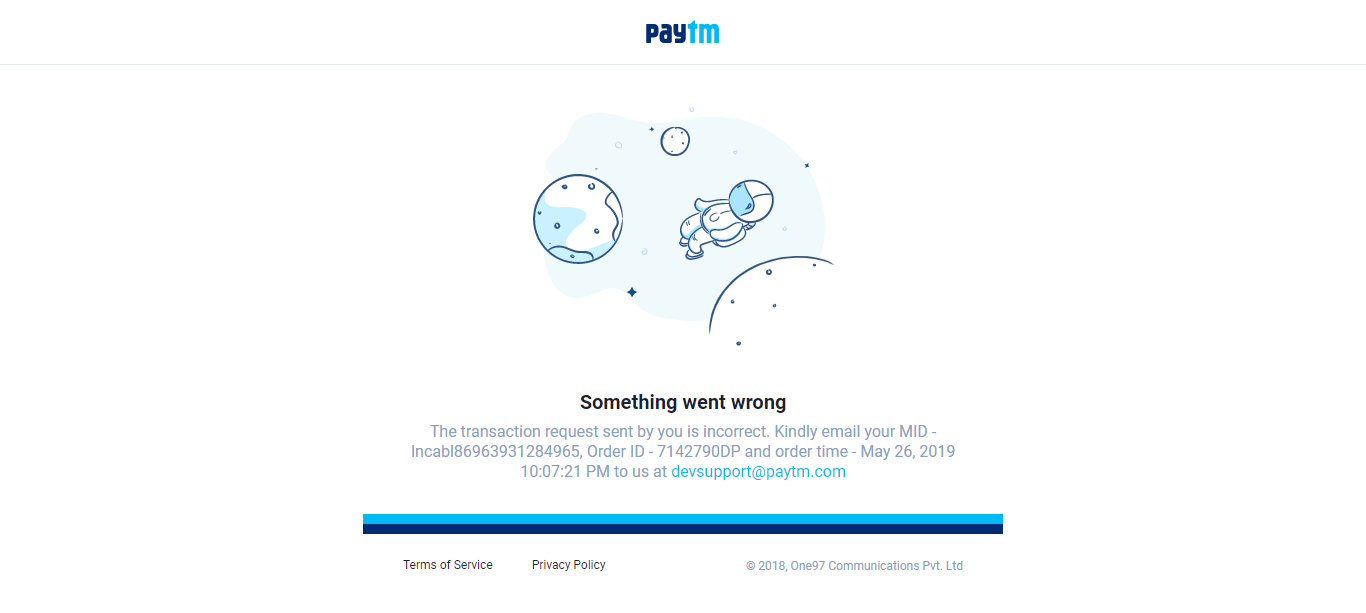 paytm
Something went wrong
The transaction request sent by you is incorrect. Kindly email your MID -
Incabl86963931284965, Order ID - 7142790DP and order time - May 26, 2019
10:07:21 PM to us at devsupport@paytm.com
Terms of Service Privacy Policy © 2018, One97 Communications Pvt. Ltd